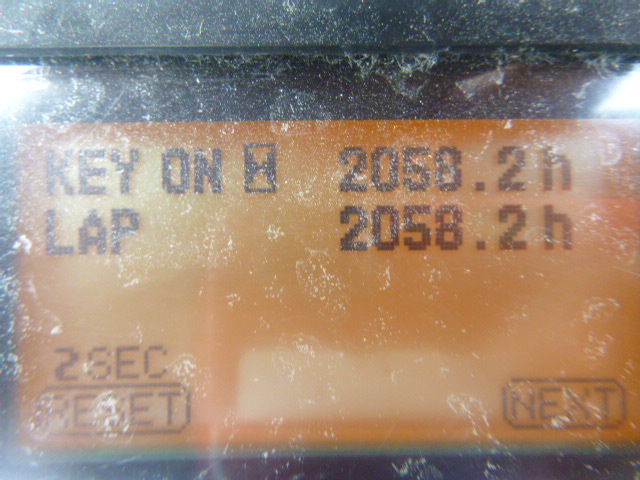 KEY ON 2058.2h
LAP 2058.2h
2SEC
RESET NEXT